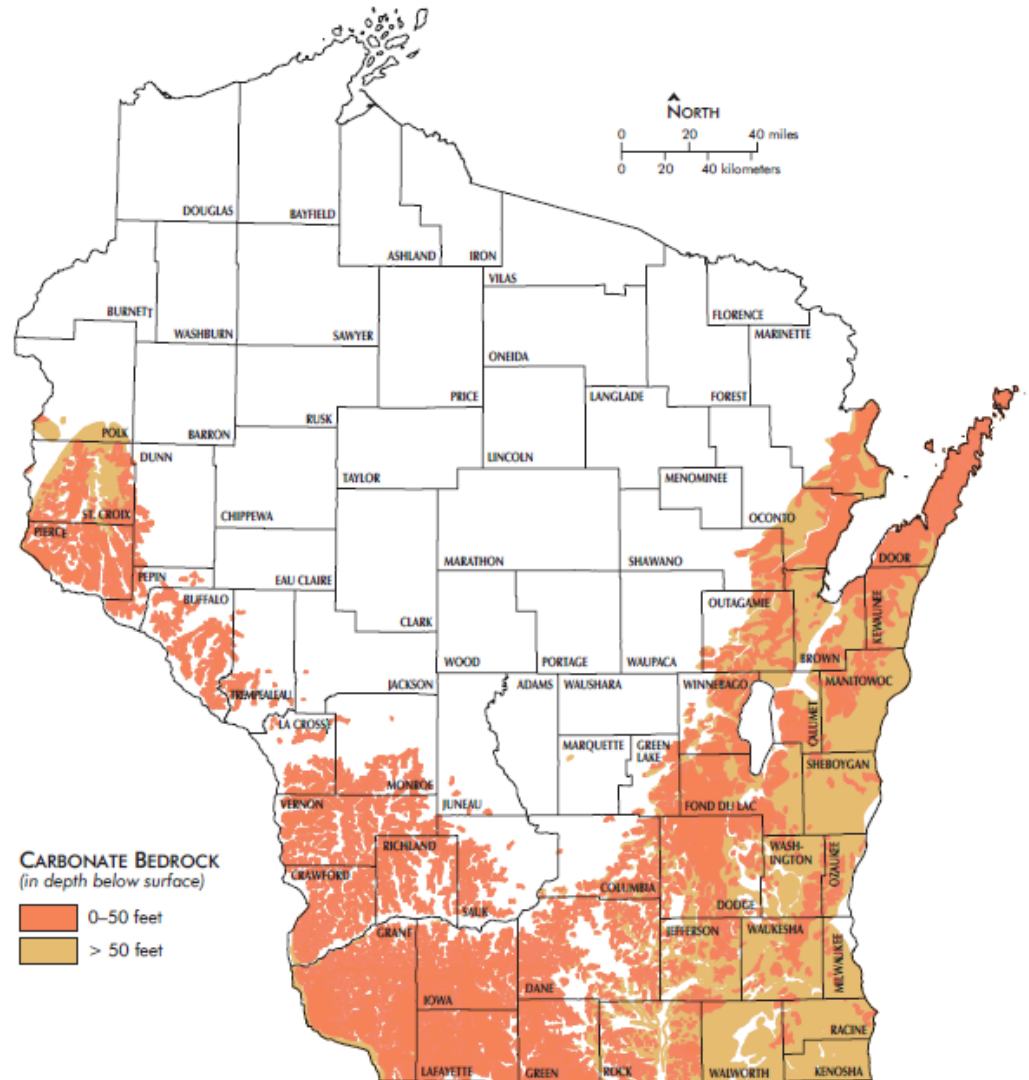 NORTH
0 20 40 miles
0 20 40 kilometers
DOUGLAS
BAYFIELD
ASHLAND
IRON
VILAS
BURNETT
WASHBURN
SAWYER
FLORENCE
MARINETTE
ONEIDA
PRICE
LANGLADE
FOREST
POLK
BARRON
RUSK
DUNN
TAYLOR
LINCOLN
MENOMINEE
ST. CROIX
CHIPPEWA
OCONTO
PIERCE
MARATHON
SHAWANO
DOOR
PEPIN
EAU CLAIRE
BUFFALO
OUTAGAMIE
KEWAUNEE
CLARK
WOOD
PORTAGE
WAUPACA
BROWN
TREMPEALEAU
JACKSON
ADAMS
WAUSHARA
WINNEBAGO
MANITOWOC
LA CROSSE
CALUMET
MARQUETTE
GREEN
LAKE
SHEBOYGAN
MONROE
VERNON
JUNEAU
FOND DU LAC
RICHLAND
WASH-
INGTON
OZAUKEE
CARBONATE BEDROCK
(in depth below surface)
0–50 feet
> 50 feet
CRAWFORD
COLUMBIA
SAUK
DODGE
GRANT
JEFFERSON
WAUKESHA
MILWAUKEE
IOWA
DANE
RACINE
LAFAYETTE
GREEN
ROCK
WALWORTH
KENOSHA